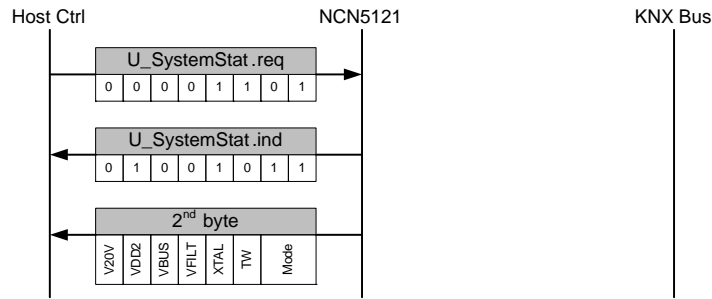 Host Ctrl NCN5121 KNX Bus
U_SystemStat.req
0 0 0 0 1 1 0 1
U_SystemStat.ind
0 1 0 0 1 0 1 1
2nd byte
V20V VDD2 VBUS VFILT XTAL TW Mode